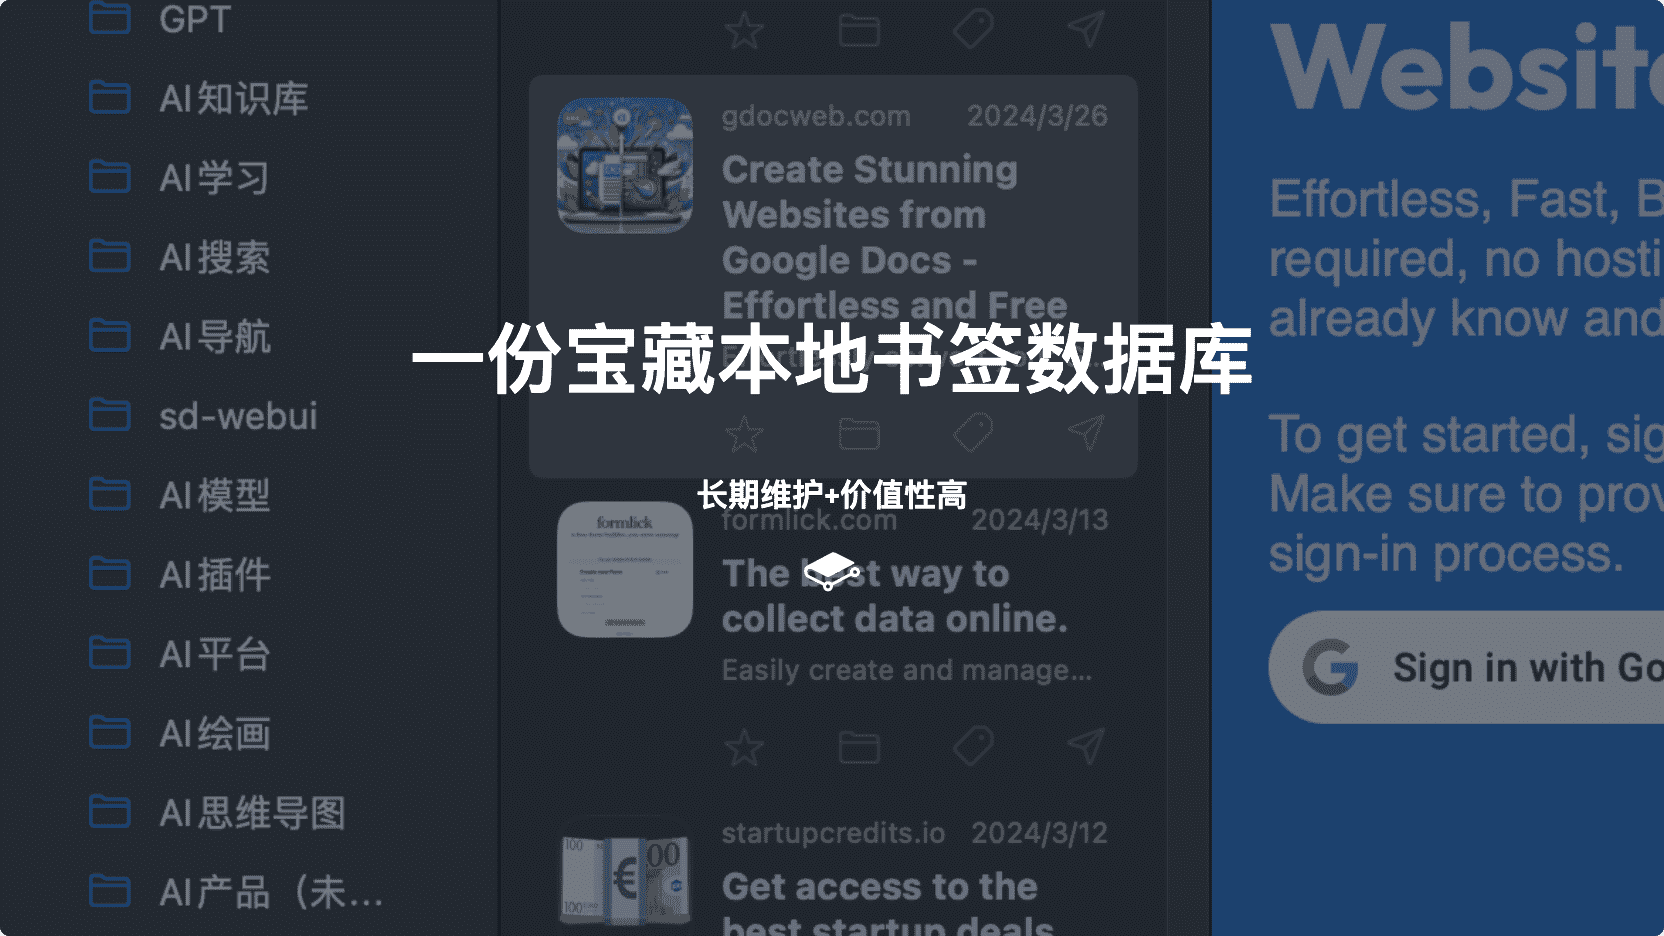 GPT
AI知识库
AI学习
AI搜索
AI导航
sd-webui
AI模型
AI插件
AI平台
AI绘画
AI思维导图
AI产品（未...
gdocweb.com 2024/3/26
Create Stunning
Websites from
Google Docs -
Effortless and Free
一份宝藏本地书签数据库
长期维护+价值性高
formlick
formlick.com 2024/3/13
The best way to
collect data online.
Easily create and manage...
startupcredits.io 2024/3/12
Get access to the
best startup deals
100
100
Effortless, Fast, B
required, no hosti
already know and
To get started, sig
Make sure to prov
sign-in process.
Sign in with Go